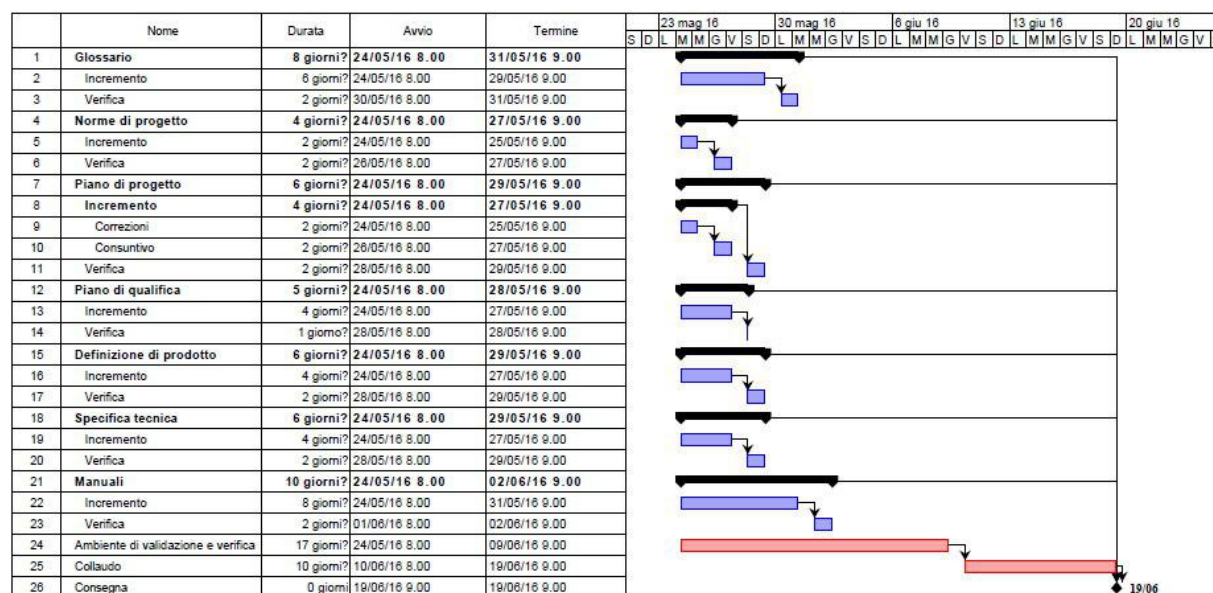 Nome Durata Avvio Termine 23 mag 16 30 mag 16 6 giu 16 13 giu 16 20 giu 16
S D L M M G V S D L M M G V S D L M M G V S D L M M G V S D L M M G V
1 Glossario 8 giorni? 24/05/16 8.00 31/05/16 9.00
2 Incremento 6 giorni? 24/05/16 8.00 29/05/16 9.00
3 Verifica 2 giorni? 30/05/16 8.00 31/05/16 9.00
4 Norme di progetto 4 giorni? 24/05/16 8.00 27/05/16 9.00
5 Incremento 2 giorni? 24/05/16 8.00 25/05/16 9.00
6 Verifica 2 giorni? 26/05/16 8.00 27/05/16 9.00
7 Piano di progetto 6 giorni? 24/05/16 8.00 29/05/16 9.00
8 Incremento 4 giorni? 24/05/16 8.00 27/05/16 9.00
9 Correzioni 2 giorni? 24/05/16 8.00 25/05/16 9.00
10 Consuntivo 2 giorni? 26/05/16 8.00 27/05/16 9.00
11 Verifica 2 giorni? 28/05/16 8.00 29/05/16 9.00
12 Piano di qualifica 5 giorni? 24/05/16 8.00 28/05/16 9.00
13 Incremento 4 giorni? 24/05/16 8.00 27/05/16 9.00
14 Verifica 1 giorno? 28/05/16 8.00 28/05/16 9.00
15 Definizione di prodotto 6 giorni? 24/05/16 8.00 29/05/16 9.00
16 Incremento 4 giorni? 24/05/16 8.00 27/05/16 9.00
17 Verifica 2 giorni? 28/05/16 8.00 29/05/16 9.00
18 Specifica tecnica 6 giorni? 24/05/16 8.00 29/05/16 9.00
19 Incremento 4 giorni? 24/05/16 8.00 27/05/16 9.00
20 Verifica 2 giorni? 28/05/16 8.00 29/05/16 9.00
21 Manuali 10 giorni? 24/05/16 8.00 02/06/16 9.00
22 Incremento 8 giorni? 24/05/16 8.00 31/05/16 9.00
23 Verifica 2 giorni? 01/06/16 8.00 02/06/16 9.00
24 Ambiente di validazione e verifica 17 giorni? 24/05/16 8.00 09/06/16 9.00
25 Collaudo 10 giorni? 10/06/16 8.00 19/06/16 9.00
26 Consegna 0 giorni 19/06/16 9.00 19/06/16 9.00 19/06